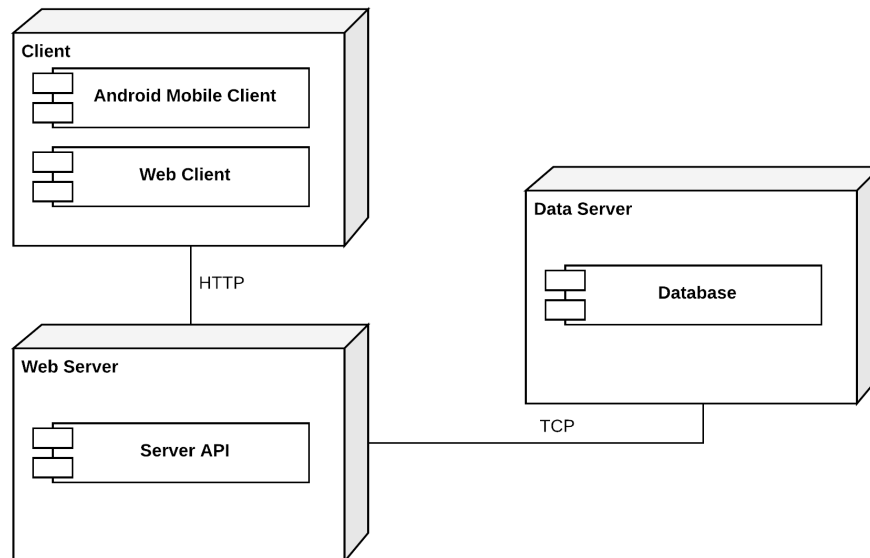 Client
Android Mobile Client
Web Client
HTTP
Data Server
Database
Web Server
Server API
TCP